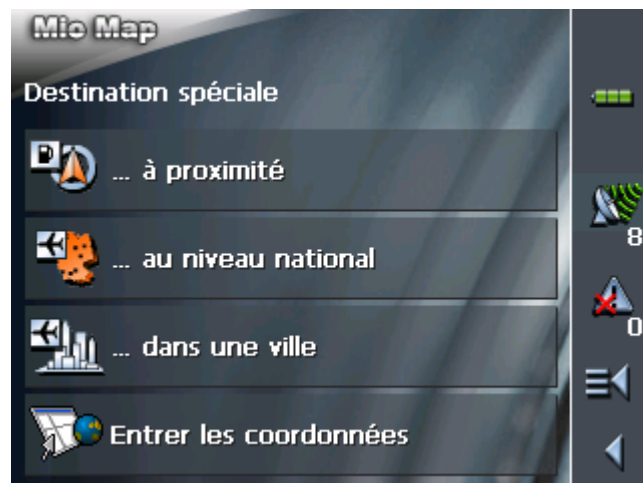 Mio Map
Destination spéciale
... à proximité
... au niveau national
8
... dans une ville
0
Entrer les coordonnées